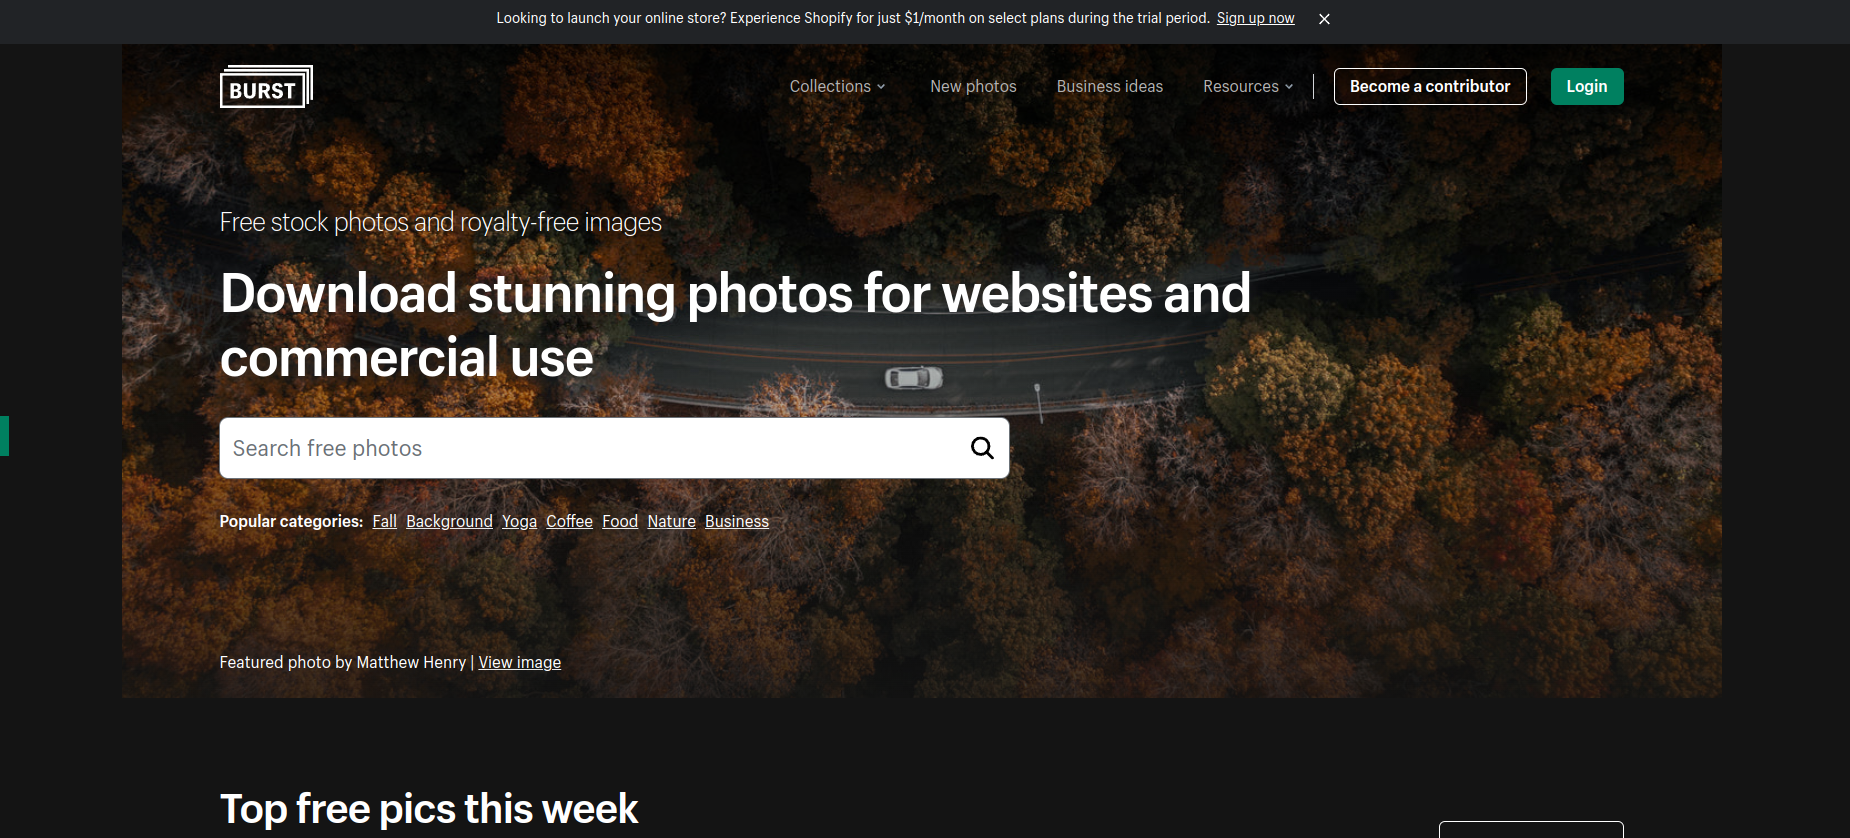 Looking to launch your online store? Experience Shopify for just $1/month on select plans during the trial period. Sign up now
BURST
Collections
New photos
Business ideas
Resources
Become a contributor
Login
Free stock photos and royalty-free images
Download stunning photos for websites and
commercial use
Search free photos
Popular categories: Fall Background Yoga Coffee Food Nature Business
Featured photo by Matthew Henry | View image
Top free pics this week